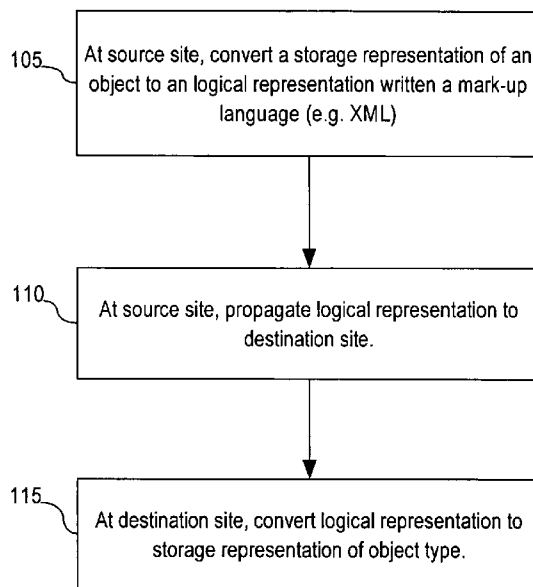 105
At source site, convert a storage representation of an
object to an logical representation written a mark-up
language (e.g. XML)
110
At source site, propagate logical representation to
destination site.
115
At destination site, convert logical representation to
storage representation of object type.